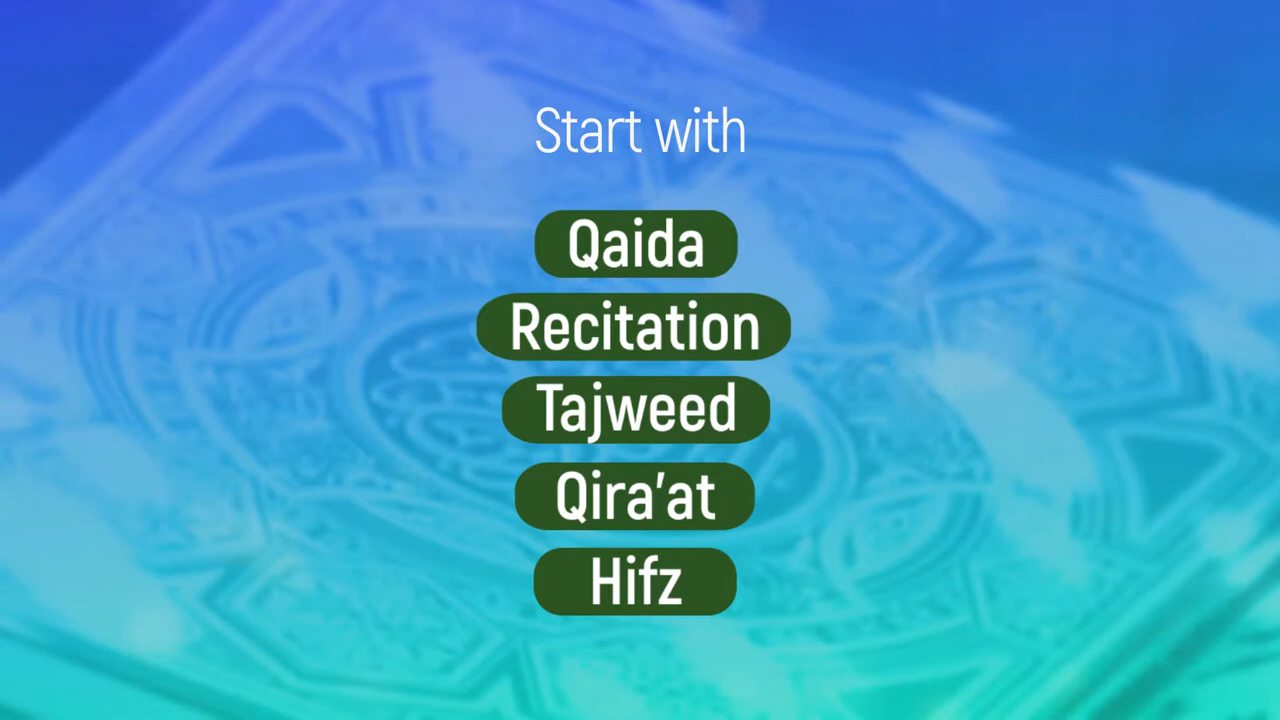 Start with
Qaida
Recitation
Tajweed
Qira'at
Hifz